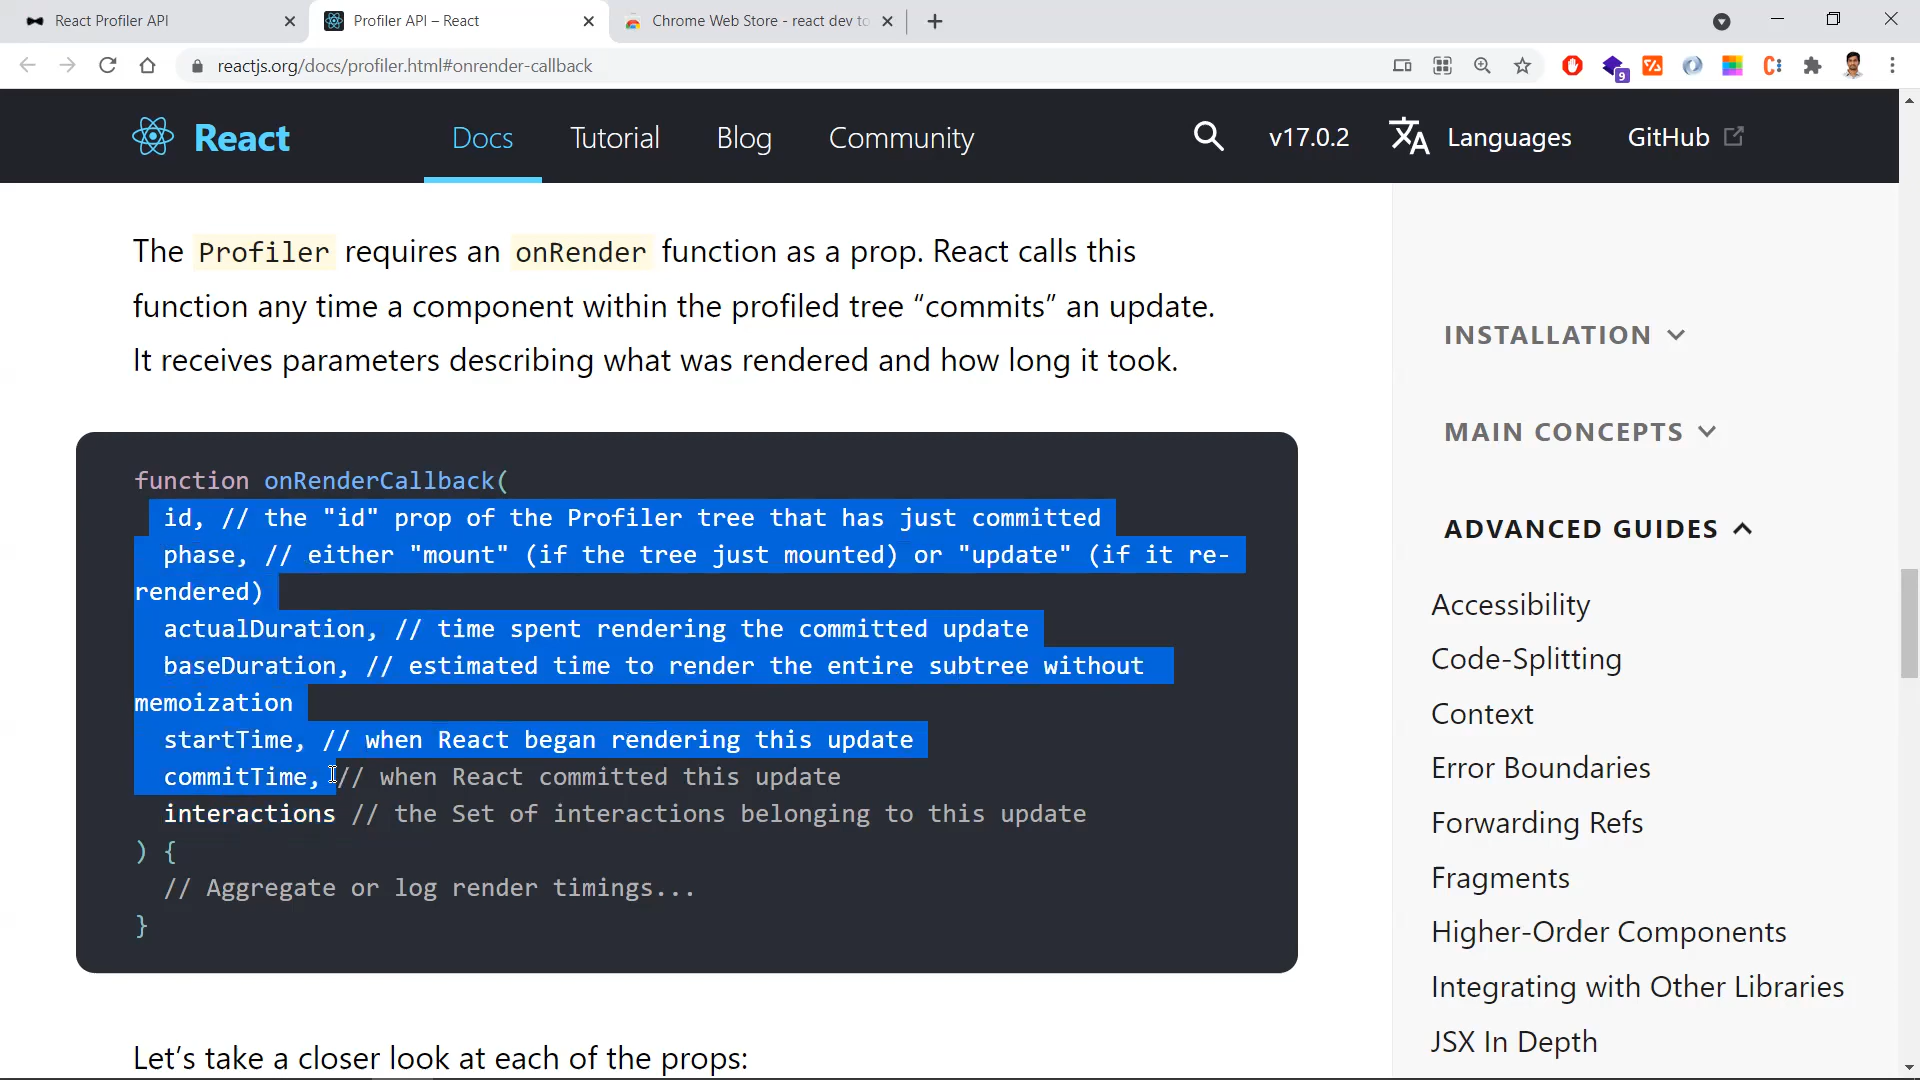 React Profiler API
Profiler API – React
Chrome Web Store - react dev to
reactjs.org/docs/profiler.html#onrender-callback
9
React
Docs
Tutorial
Blog
Community
v17.0.2
Languages
GitHub
The Profiler requires an onRender function as a prop. React calls this
function any time a component within the profiled tree “commits” an update.
It receives parameters describing what was rendered and how long it took.
function onRenderCallback(
id, // the "id" prop of the Profiler tree that has just committed
phase, // either "mount" (if the tree just mounted) or "update" (if it re-
rendered)
actualDuration, // time spent rendering the committed update
baseDuration, // estimated time to render the entire subtree without
memoization
startTime, // when React began rendering this update
commitTime, // when React committed this update
interactions // the Set of interactions belonging to this update
) {
// Aggregate or log render timings...
}
Let’s take a closer look at each of the props:
INSTALLATION
MAIN CONCEPTS
ADVANCED GUIDES
Accessibility
Code-Splitting
Context
Error Boundaries
Forwarding Refs
Fragments
Higher-Order Components
Integrating with Other Libraries
JSX In Depth